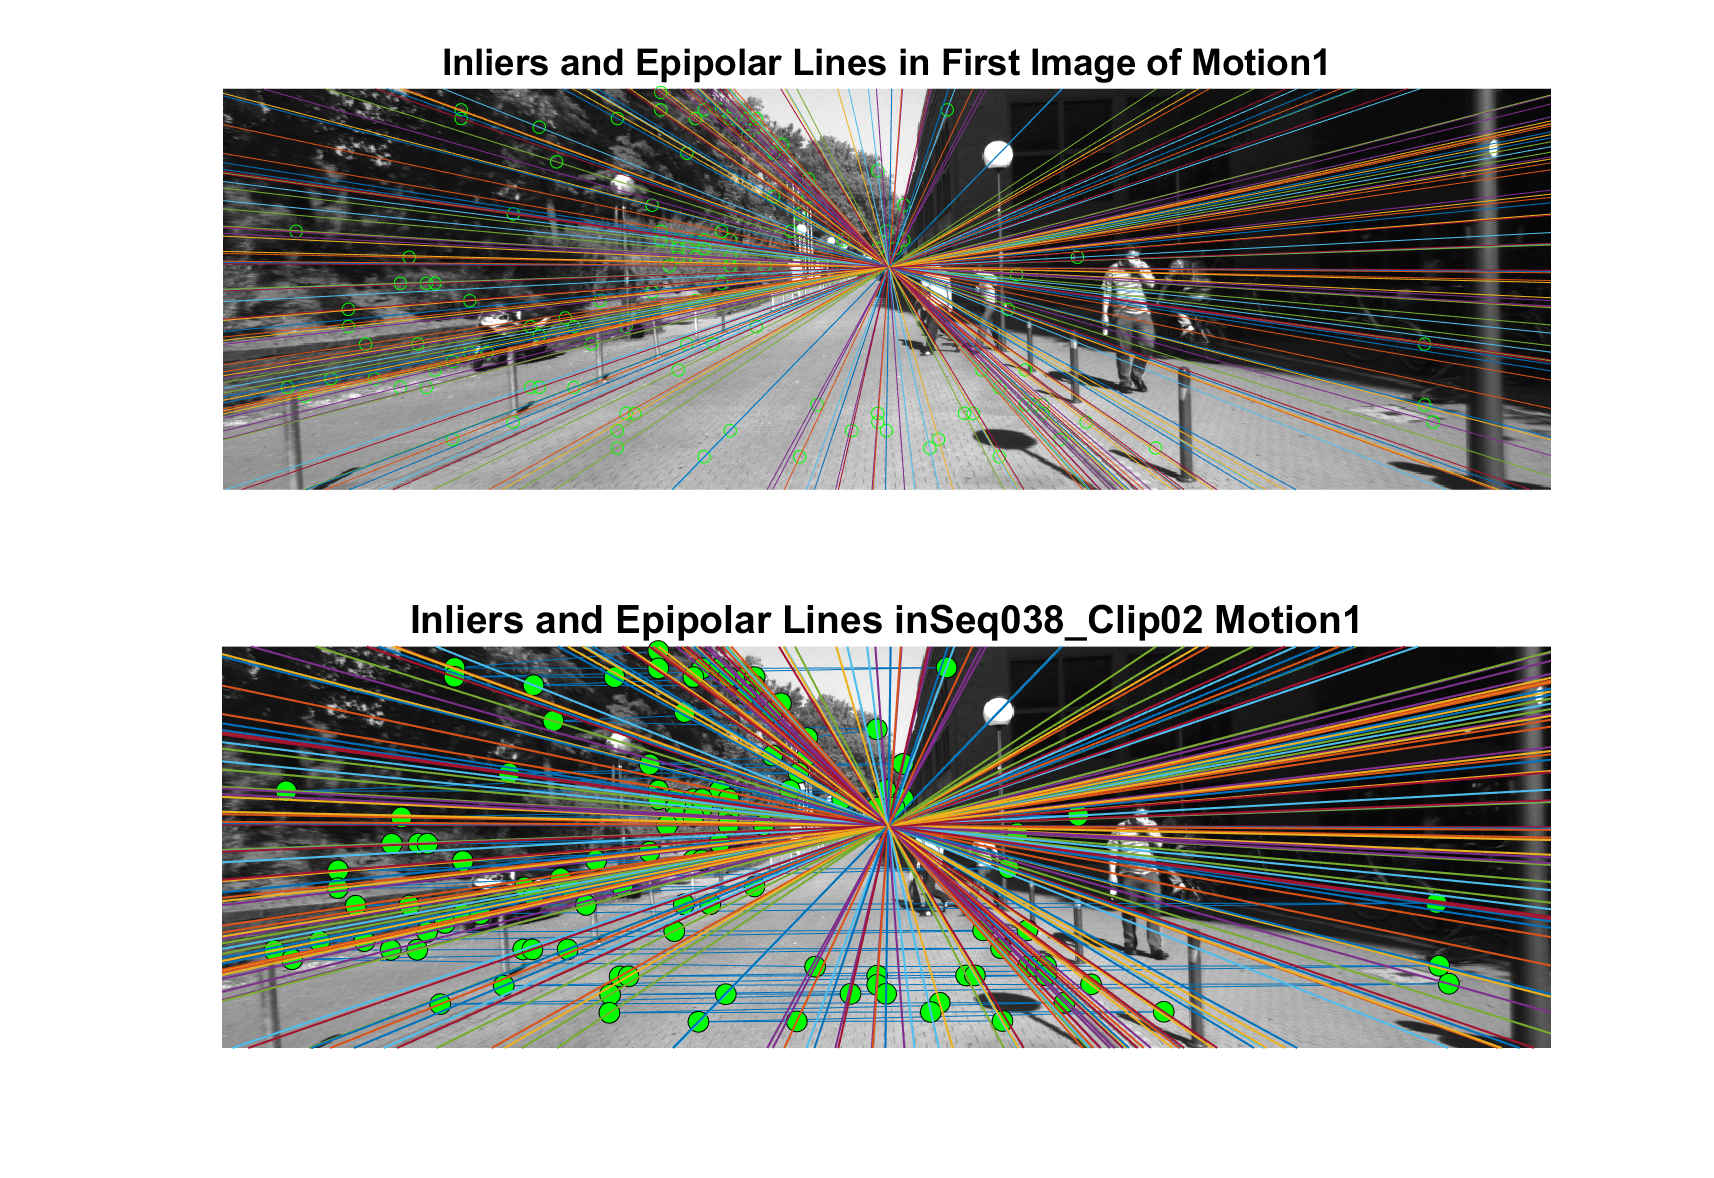 Inliers and Epipolar Lines in First Image of Motion1
Inliers and Epipolar Lines inSeq038_Clip02 Motion1